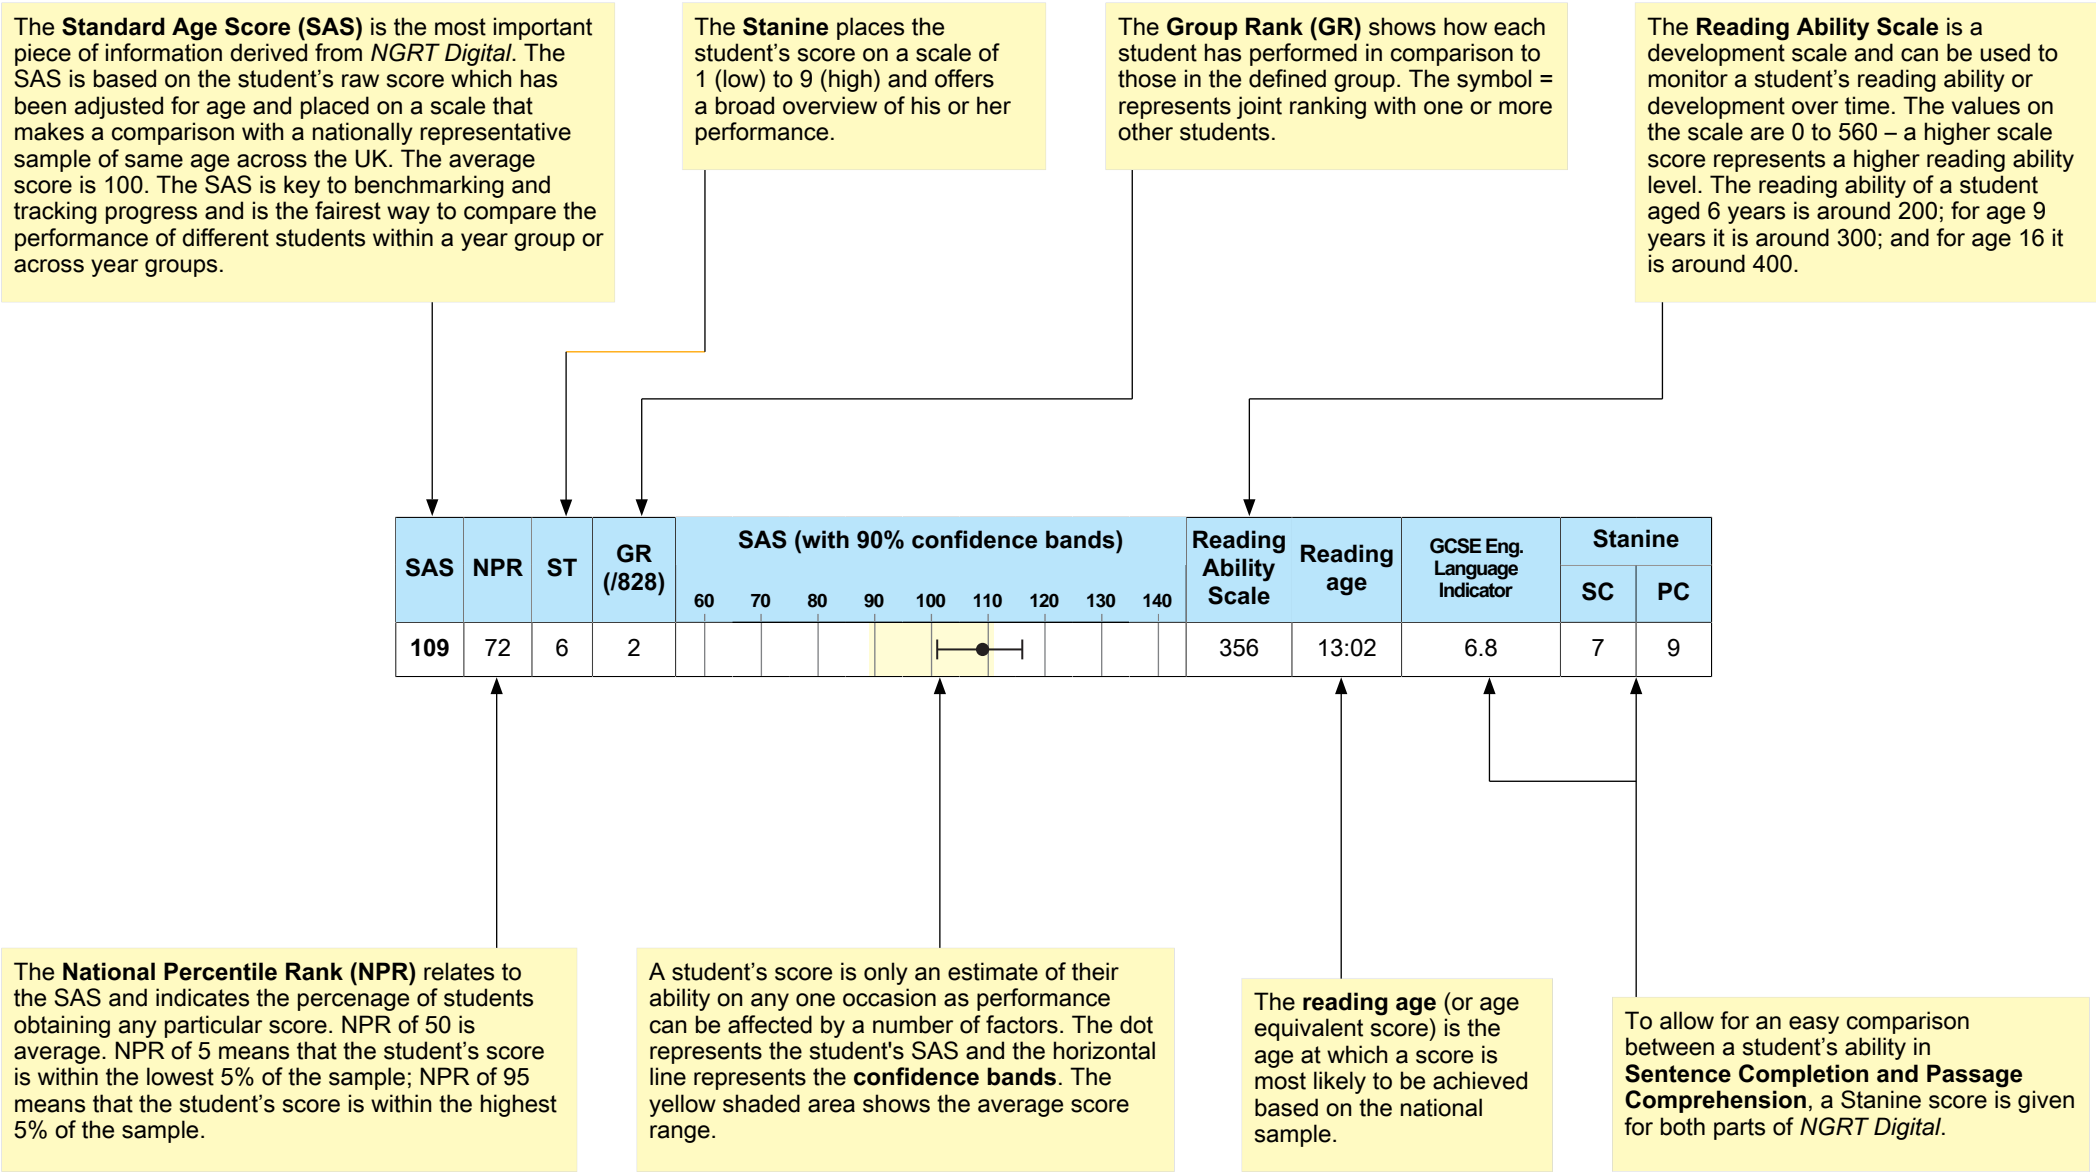 The Standard Age Score (SAS) is the most important
piece of information derived from NGRT Digital. The
SAS is based on the student’s raw score which has
been adjusted for age and placed on a scale that
makes a comparison with a nationally representative
sample of same age across the UK. The average
score is 100. The SAS is key to benchmarking and
tracking progress and is the fairest way to compare the
performance of different students within a year group or
across year groups.
The Stanine places the
student’s score on a scale of
1 (low) to 9 (high) and offers
a broad overview of his or her
performance.
The Group Rank (GR) shows how each
student has performed in comparison to
those in the defined group. The symbol =
represents joint ranking with one or more
other students.
The Reading Ability Scale is a
development scale and can be used to
monitor a student’s reading ability or
development over time. The values on
the scale are 0 to 560 – a higher scale
score represents a higher reading ability
level. The reading ability of a student
aged 6 years is around 200; for age 9
years it is around 300; and for age 16 it
is around 400.
SAS
NPR
ST
GR
(/828)
SAS (with 90% confidence bands)
60 70 80 90 100 110 120 130 140
Reading
Ability
Scale
Reading
age
GCSE Eng.
Language
Indicator
Stanine
SC PC
109 72 6 2 356 13:02 6.8 7 9
The National Percentile Rank (NPR) relates to
the SAS and indicates the percenage of students
obtaining any particular score. NPR of 50 is
average. NPR of 5 means that the student’s score
is within the lowest 5% of the sample; NPR of 95
means that the student’s score is within the highest
5% of the sample.
A student’s score is only an estimate of their
ability on any one occasion as performance
can be affected by a number of factors. The dot
represents the student's SAS and the horizontal
line represents the confidence bands. The
yellow shaded area shows the average score
range.
The reading age (or age
equivalent score) is the
age at which a score is
most likely to be achieved
based on the national
sample.
To allow for an easy comparison
between a student’s ability in
Sentence Completion and Passage
Comprehension, a Stanine score is given
for both parts of NGRT Digital.